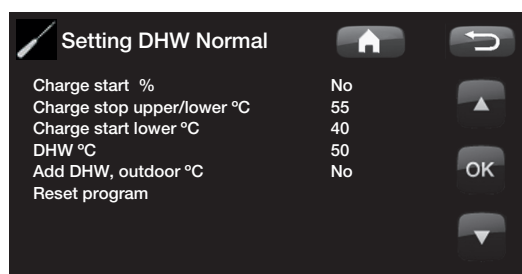 Setting DHW Normal
Charge start % No
Charge stop upper/lower ºC 55
Charge start lower ºC 40
DHW ºC 50
Add DHW, outdoor ºC No
Reset program
OK